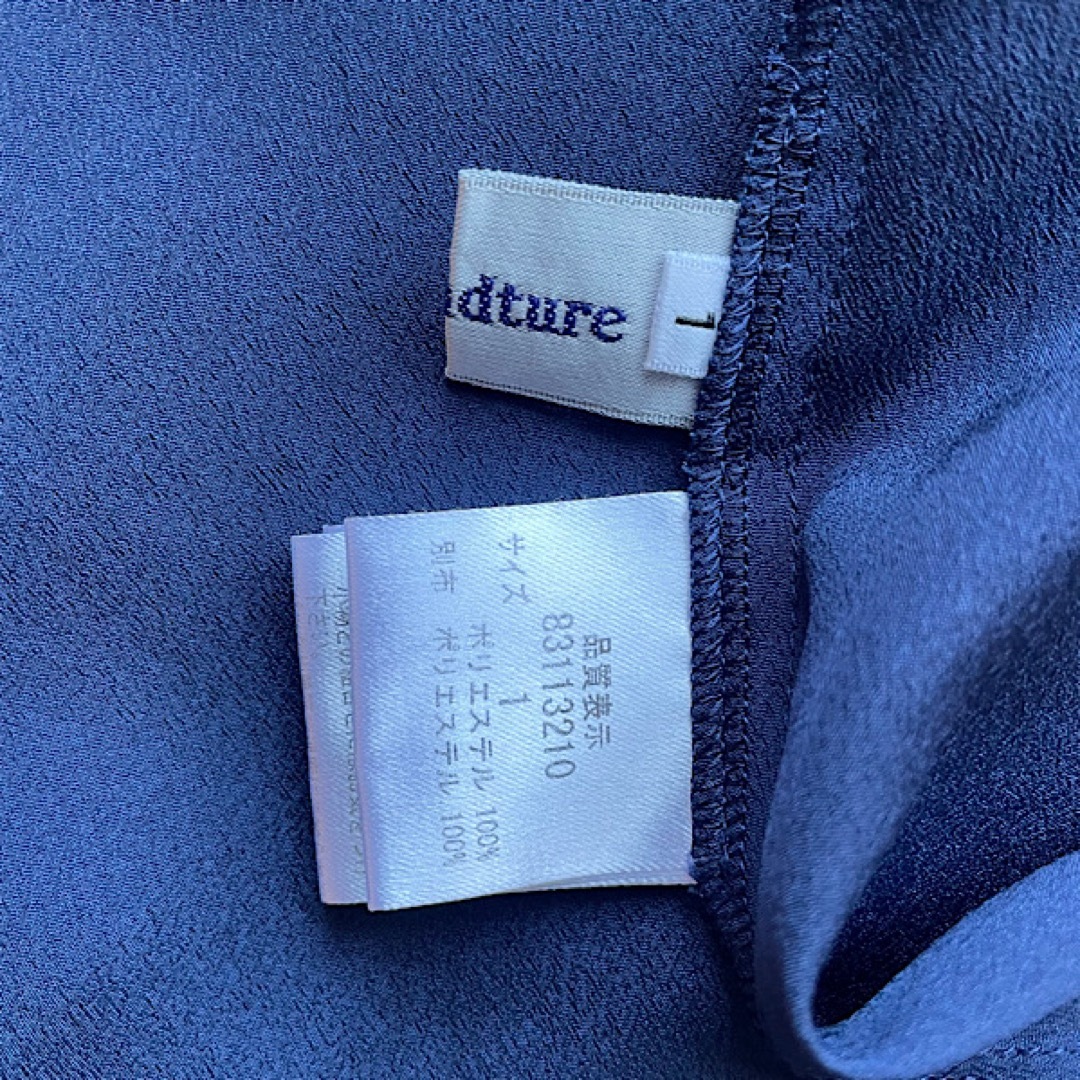 dture
1
品質表示
83113210
サイズ 1
ポリエステル 100%
別布 ポリエステル 100%